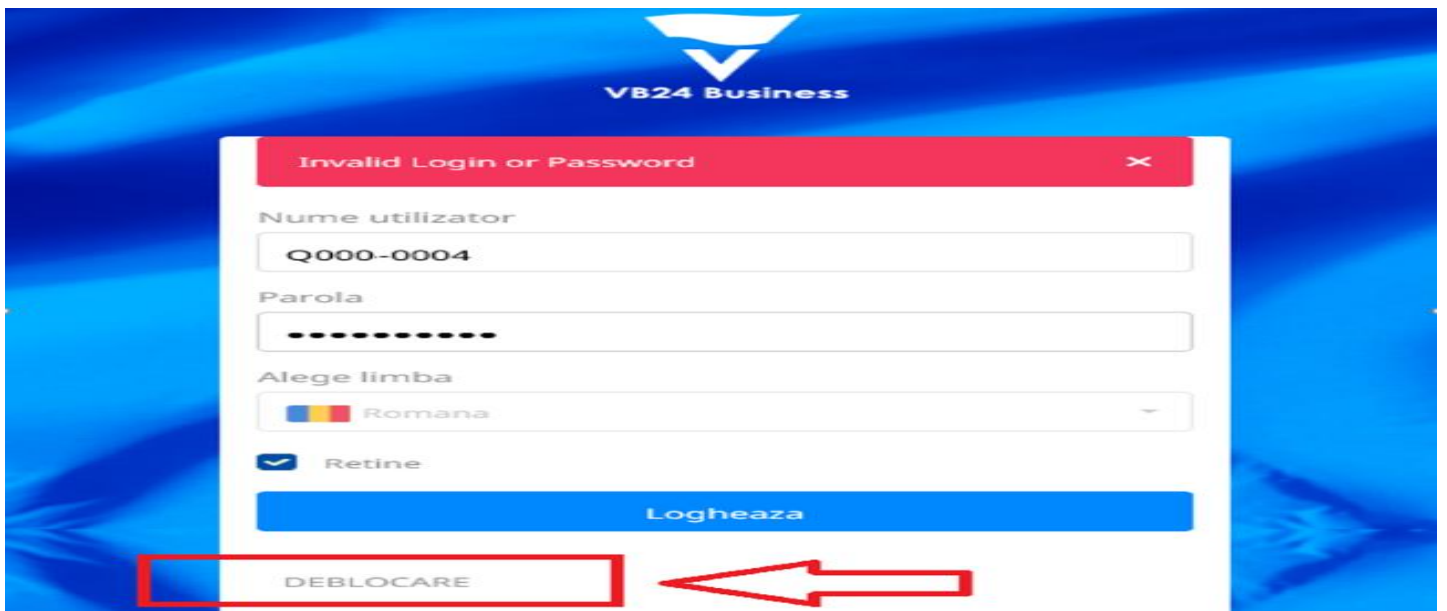 VB24 Business
Invalid Login or Password
Nume utilizator
Q000-0004
Parola
Alege limba
Romana
Retine
Logheaza
DEBLOCARE